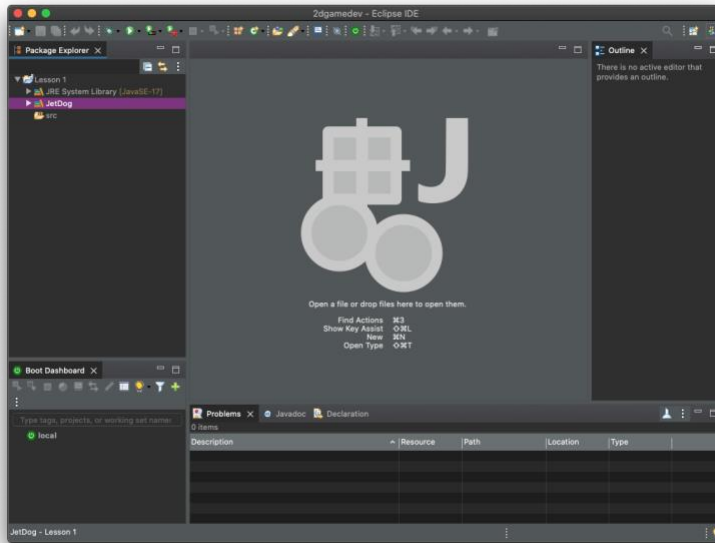 2dgamedev - Eclipse IDE
Package Explorer
Lesson 1
JRE System Library [JavaSE-17]
JetDog
src
J
Open a file or drop files here to open them.
Find Actions ⌘3
Show Key Assist ⇧⌘L
New ⌘N
Open Type ⇧⌘T
Outline
There is no active editor that
provides an outline.
Boot Dashboard
Type tags, projects, or working set names
local
Problems
Javadoc
Declaration
0 items
Description Resource Path Location Type
JetDog - Lesson 1